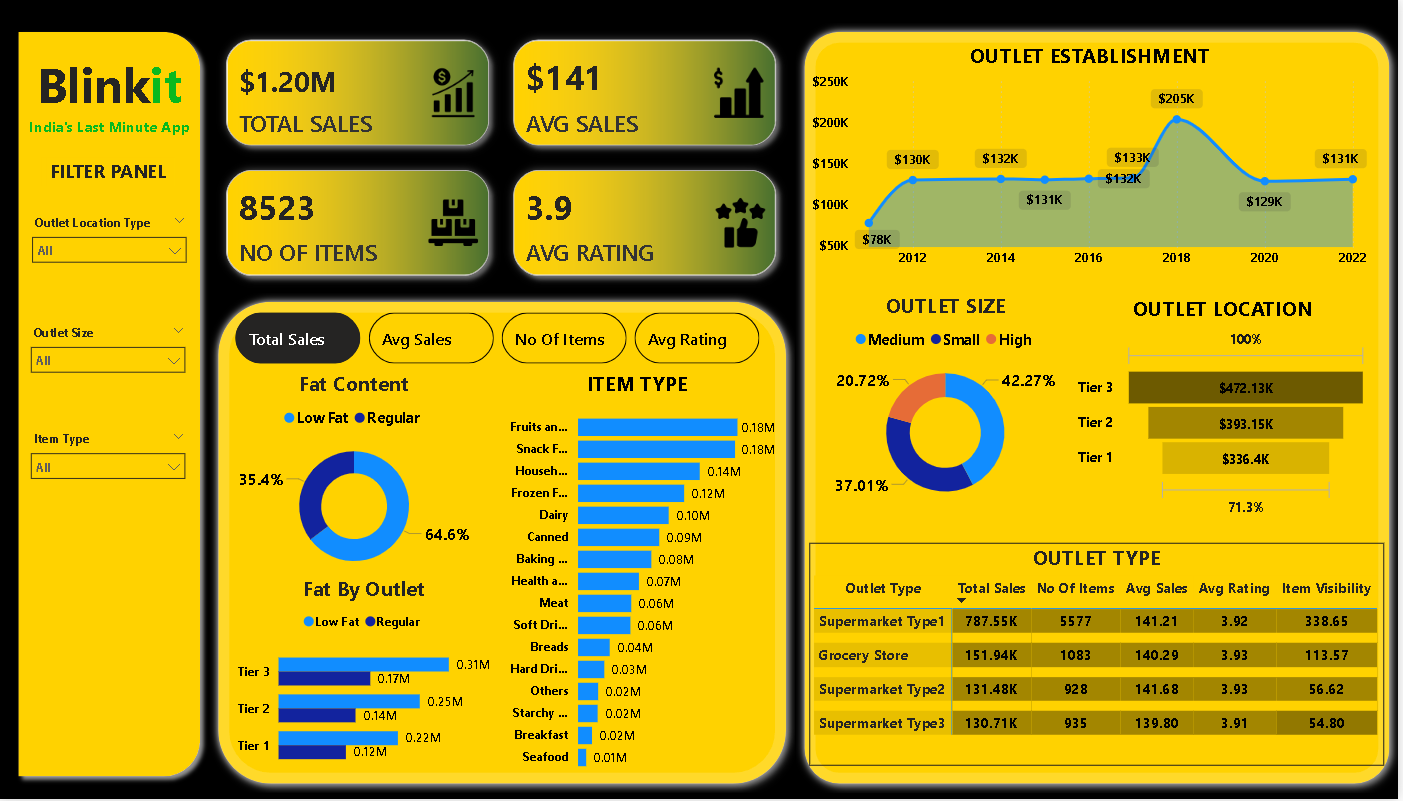 Blinkit
India's Last Minute App
FILTER PANEL
Outlet Location Type
All
Outlet Size
All
Item Type
All
$1.20M
TOTAL SALES
$
$141
AVG SALES
$
8523
NO OF ITEMS
3.9
AVG RATING
Total Sales
Avg Sales
No Of Items
Avg Rating
Fat Content
Low Fat Regular
35.4%
64.6%
Fat By Outlet
Low Fat Regular
Tier 3 0.31M
0.17M
Tier 2 0.25M
0.14M
Tier 1 0.22M
0.12M
ITEM TYPE
Fruits an... 0.18M
Snack F... 0.18M
Househ... 0.14M
Frozen F... 0.12M
Dairy 0.10M
Canned 0.09M
Baking ... 0.08M
Health a... 0.07M
Meat 0.06M
Soft Dri... 0.06M
Breads 0.04M
Hard Dri... 0.03M
Others 0.02M
Starchy ... 0.02M
Breakfast 0.02M
Seafood 0.01M
OUTLET ESTABLISHMENT
$250K
$200K
$150K
$100K
$50K
$78K
$130K
$132K
$131K
$132K
$133K
$205K
$129K
$131K
2012 2014 2016 2018 2020 2022
OUTLET SIZE
Medium Small High
20.72%
42.27%
37.01%
OUTLET LOCATION
100%
Tier 3 $472.13K
Tier 2 $393.15K
Tier 1 $336.4K
71.3%
OUTLET TYPE
Outlet Type Total Sales No Of Items Avg Sales Avg Rating Item Visibility
Supermarket Type1 787.55K 5577 141.21 3.92 338.65
Grocery Store 151.94K 1083 140.29 3.93 113.57
Supermarket Type2 131.48K 928 141.68 3.93 56.62
Supermarket Type3 130.71K 935 139.80 3.91 54.80